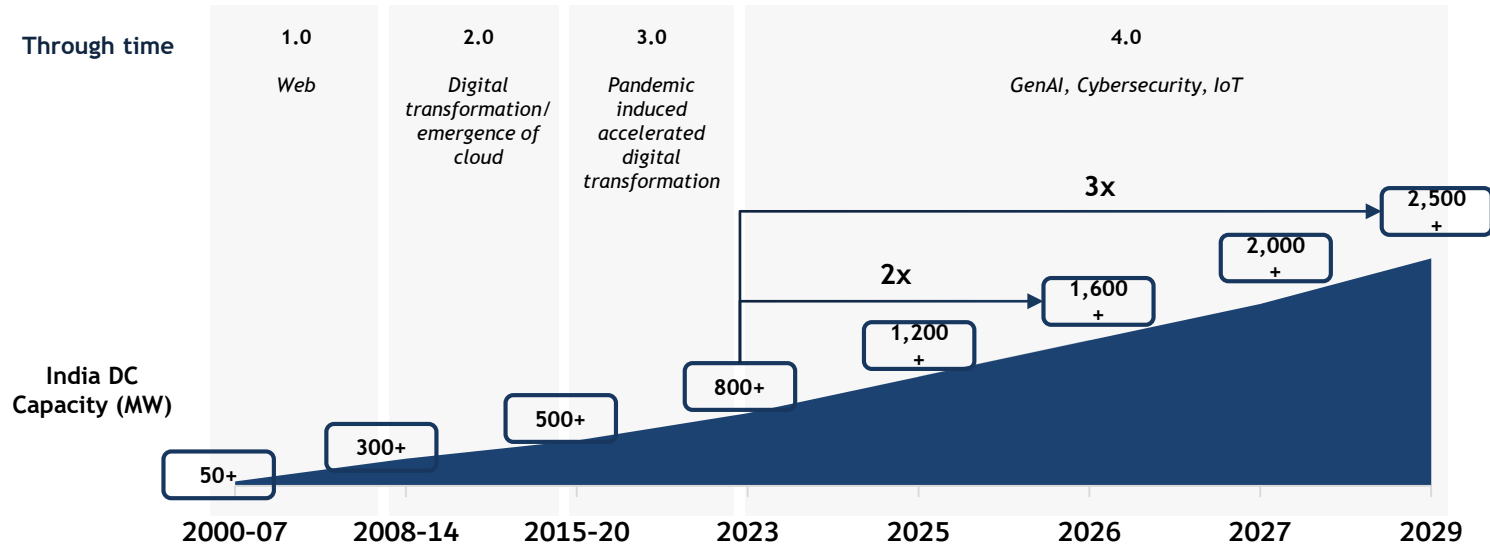 Through time
1.0
Web
2.0
Digital
transformation/
emergence of
cloud
3.0
Pandemic
induced
accelerated
digital
transformation
4.0
GenAI, Cybersecurity, IoT
3x
2x
India DC
Capacity (MW)
50+
300+
500+
800+
1,200
+
1,600
+
2,000
+
2,500
+
2000-07
2008-14
2015-20
2023
2025
2026
2027
2029